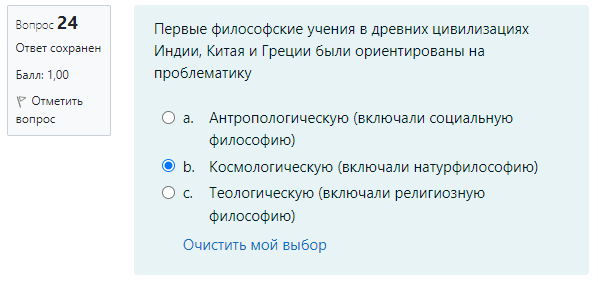 Вопрос 24
Ответ сохранен
Балл: 1,00
Отметить
вопрос
Первые философские учения в древних цивилизациях
Индии, Китая и Греции были ориентированы на
проблематику
a. Антропологическую (включали социальную
философию)
b. Космологическую (включали натурфилософию)
c. Теологическую (включали религиозную
философию)
Очистить мой выбор